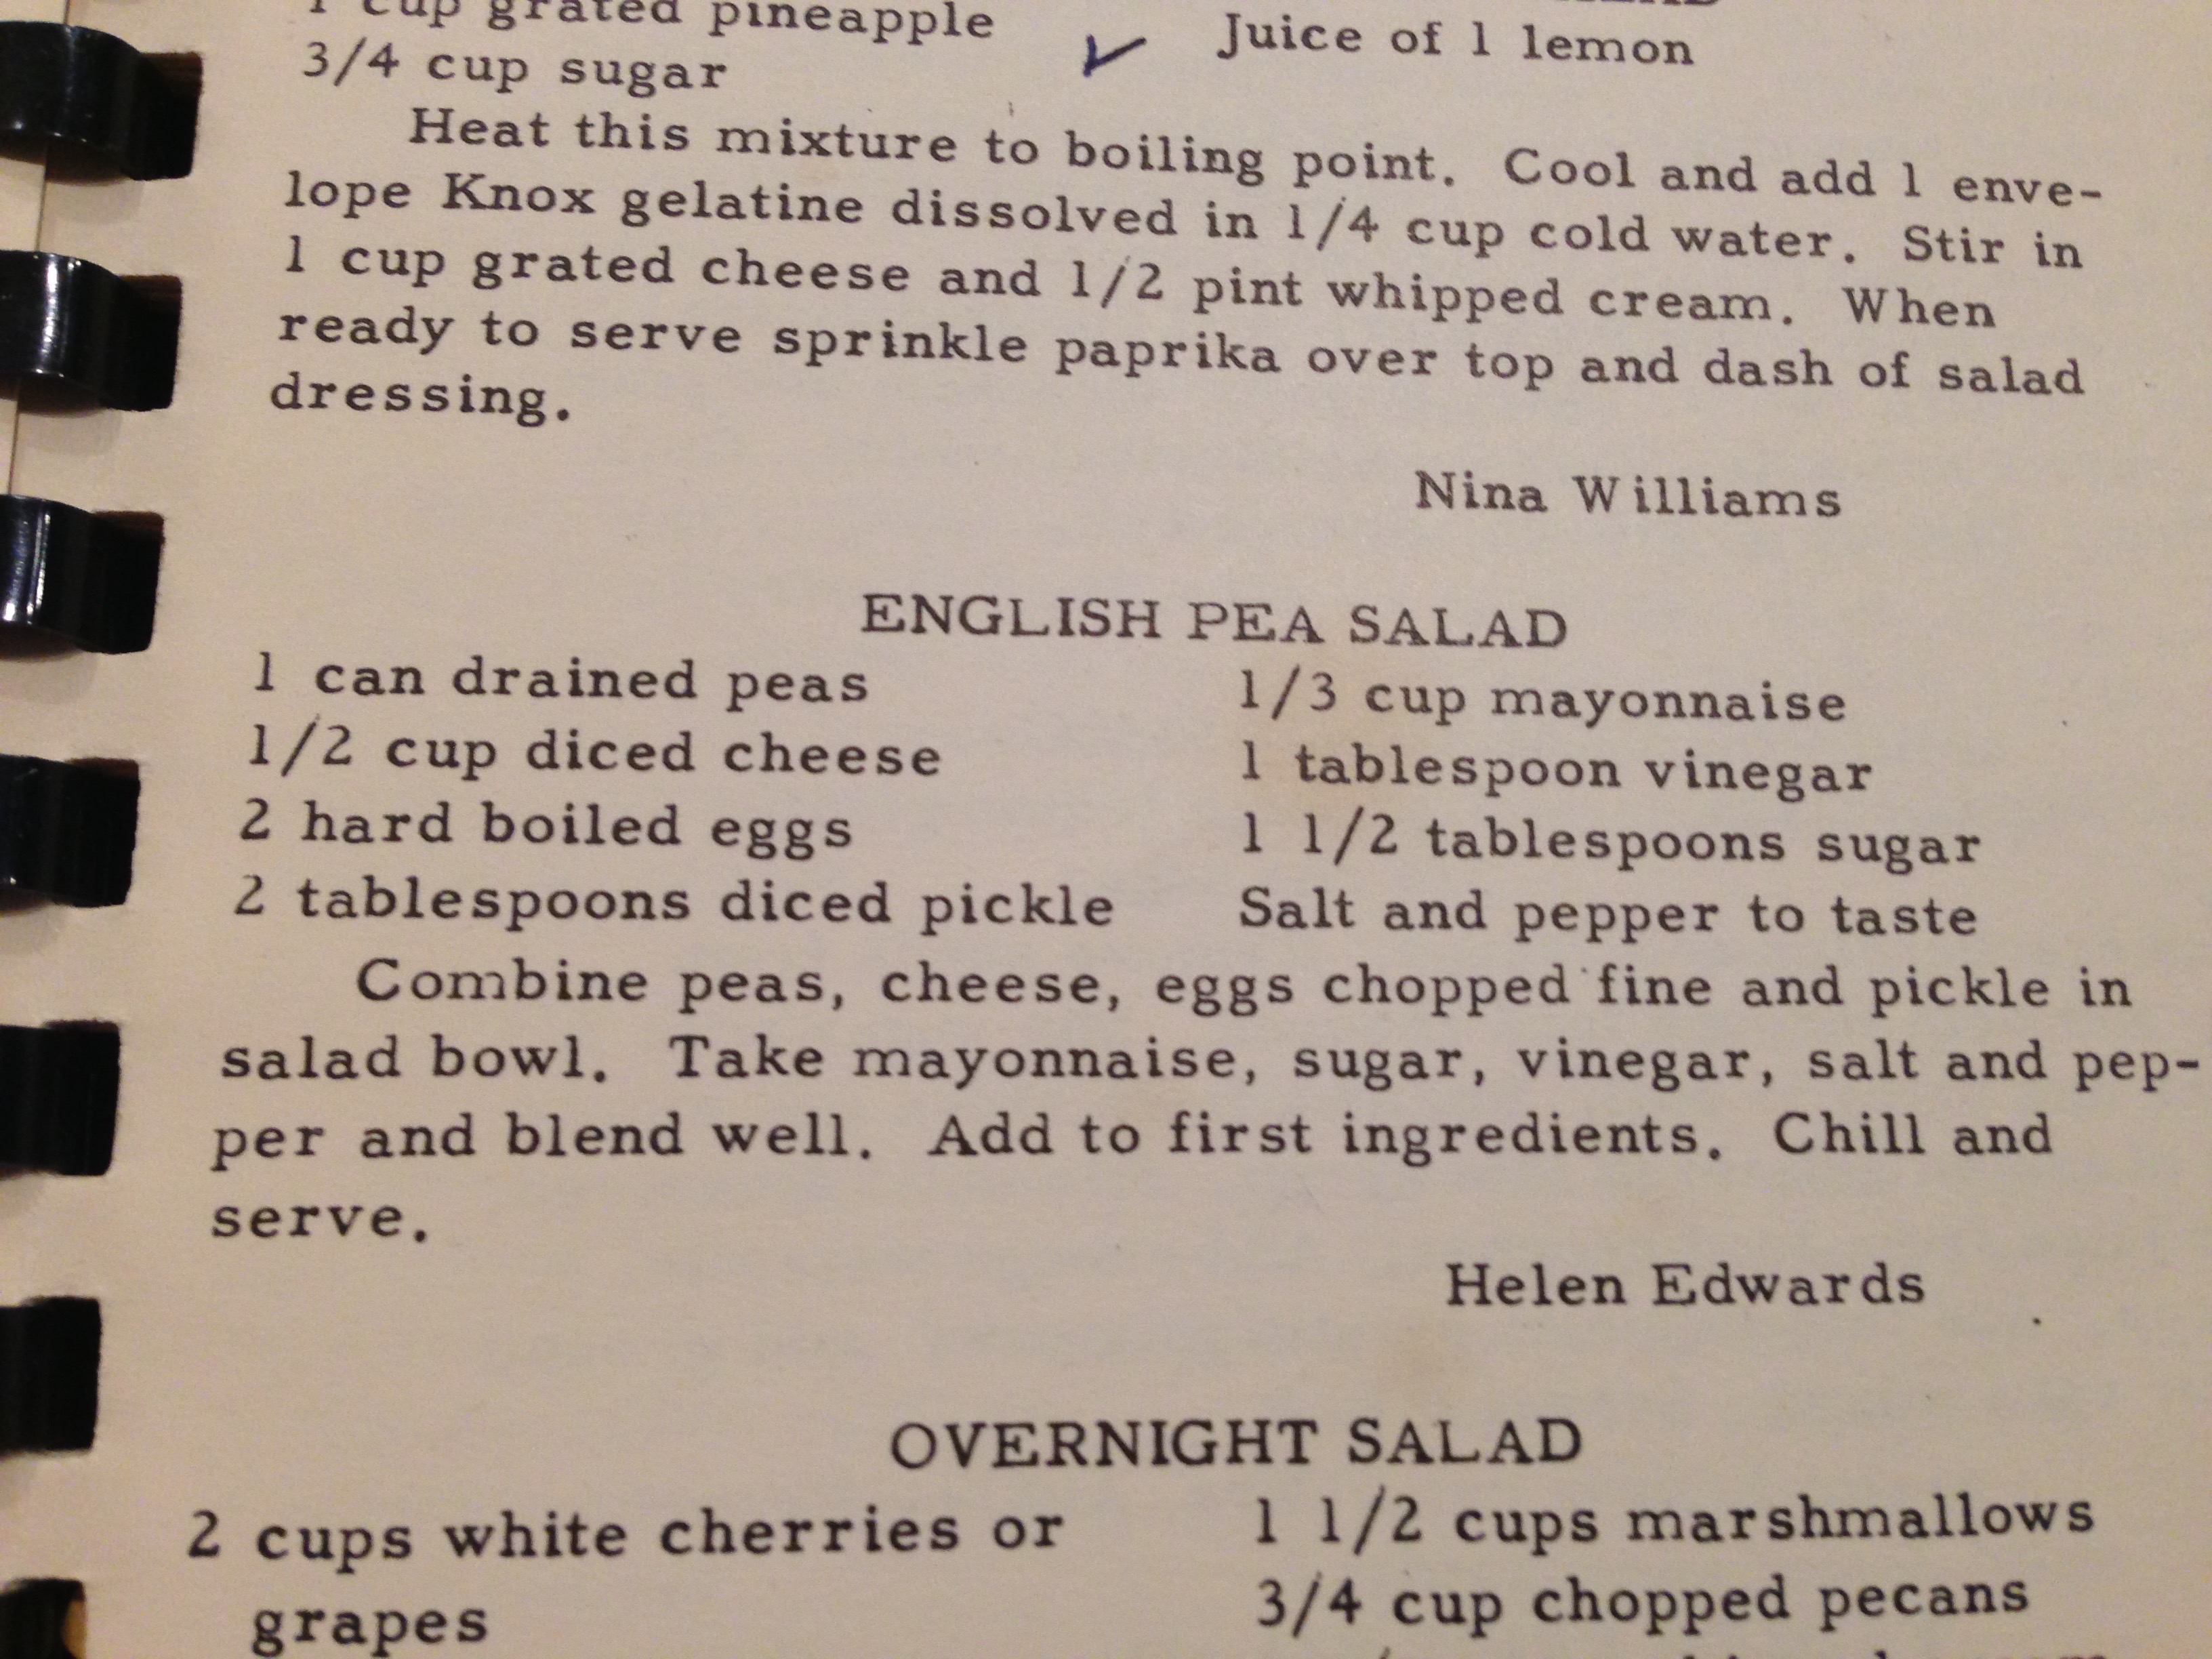 1 cup grated pineapple
3/4 cup sugar
Juice of 1 lemon
Heat this mixture to boiling point. Cool and add 1 enve-
lope Knox gelatine dissolved in 1/4 cup cold water. Stir in
1 cup grated cheese and 1/2 pint whipped cream. When
ready to serve sprinkle paprika over top and dash of salad
dressing.
Nina Williams
ENGLISH PEA SALAD
1 can drained peas
1/2 cup diced cheese
2 hard boiled eggs
2 tablespoons diced pickle
1/3 cup mayonnaise
1 tablespoon vinegar
1 1/2 tablespoons sugar
Salt and pepper to taste
Combine peas, cheese, eggs chopped fine and pickle in
salad bowl. Take mayonnaise, sugar, vinegar, salt and pep-
per and blend well. Add to first ingredients. Chill and
serve.
Helen Edwards
OVERNIGHT SALAD
2 cups white cherries or
grapes
1 1/2 cups marshmallows
3/4 cup chopped pecans